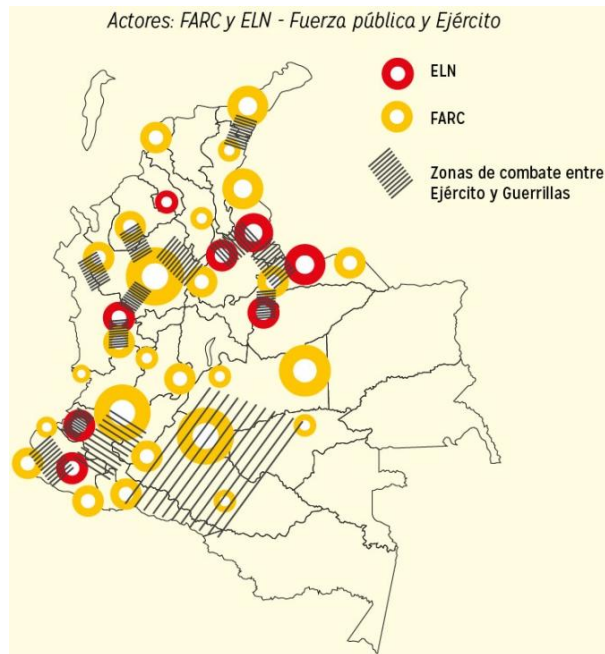 Actores: FARC y ELN - Fuerza pública y Ejército
ELN
FARC
Zonas de combate entre
Ejército y Guerrillas